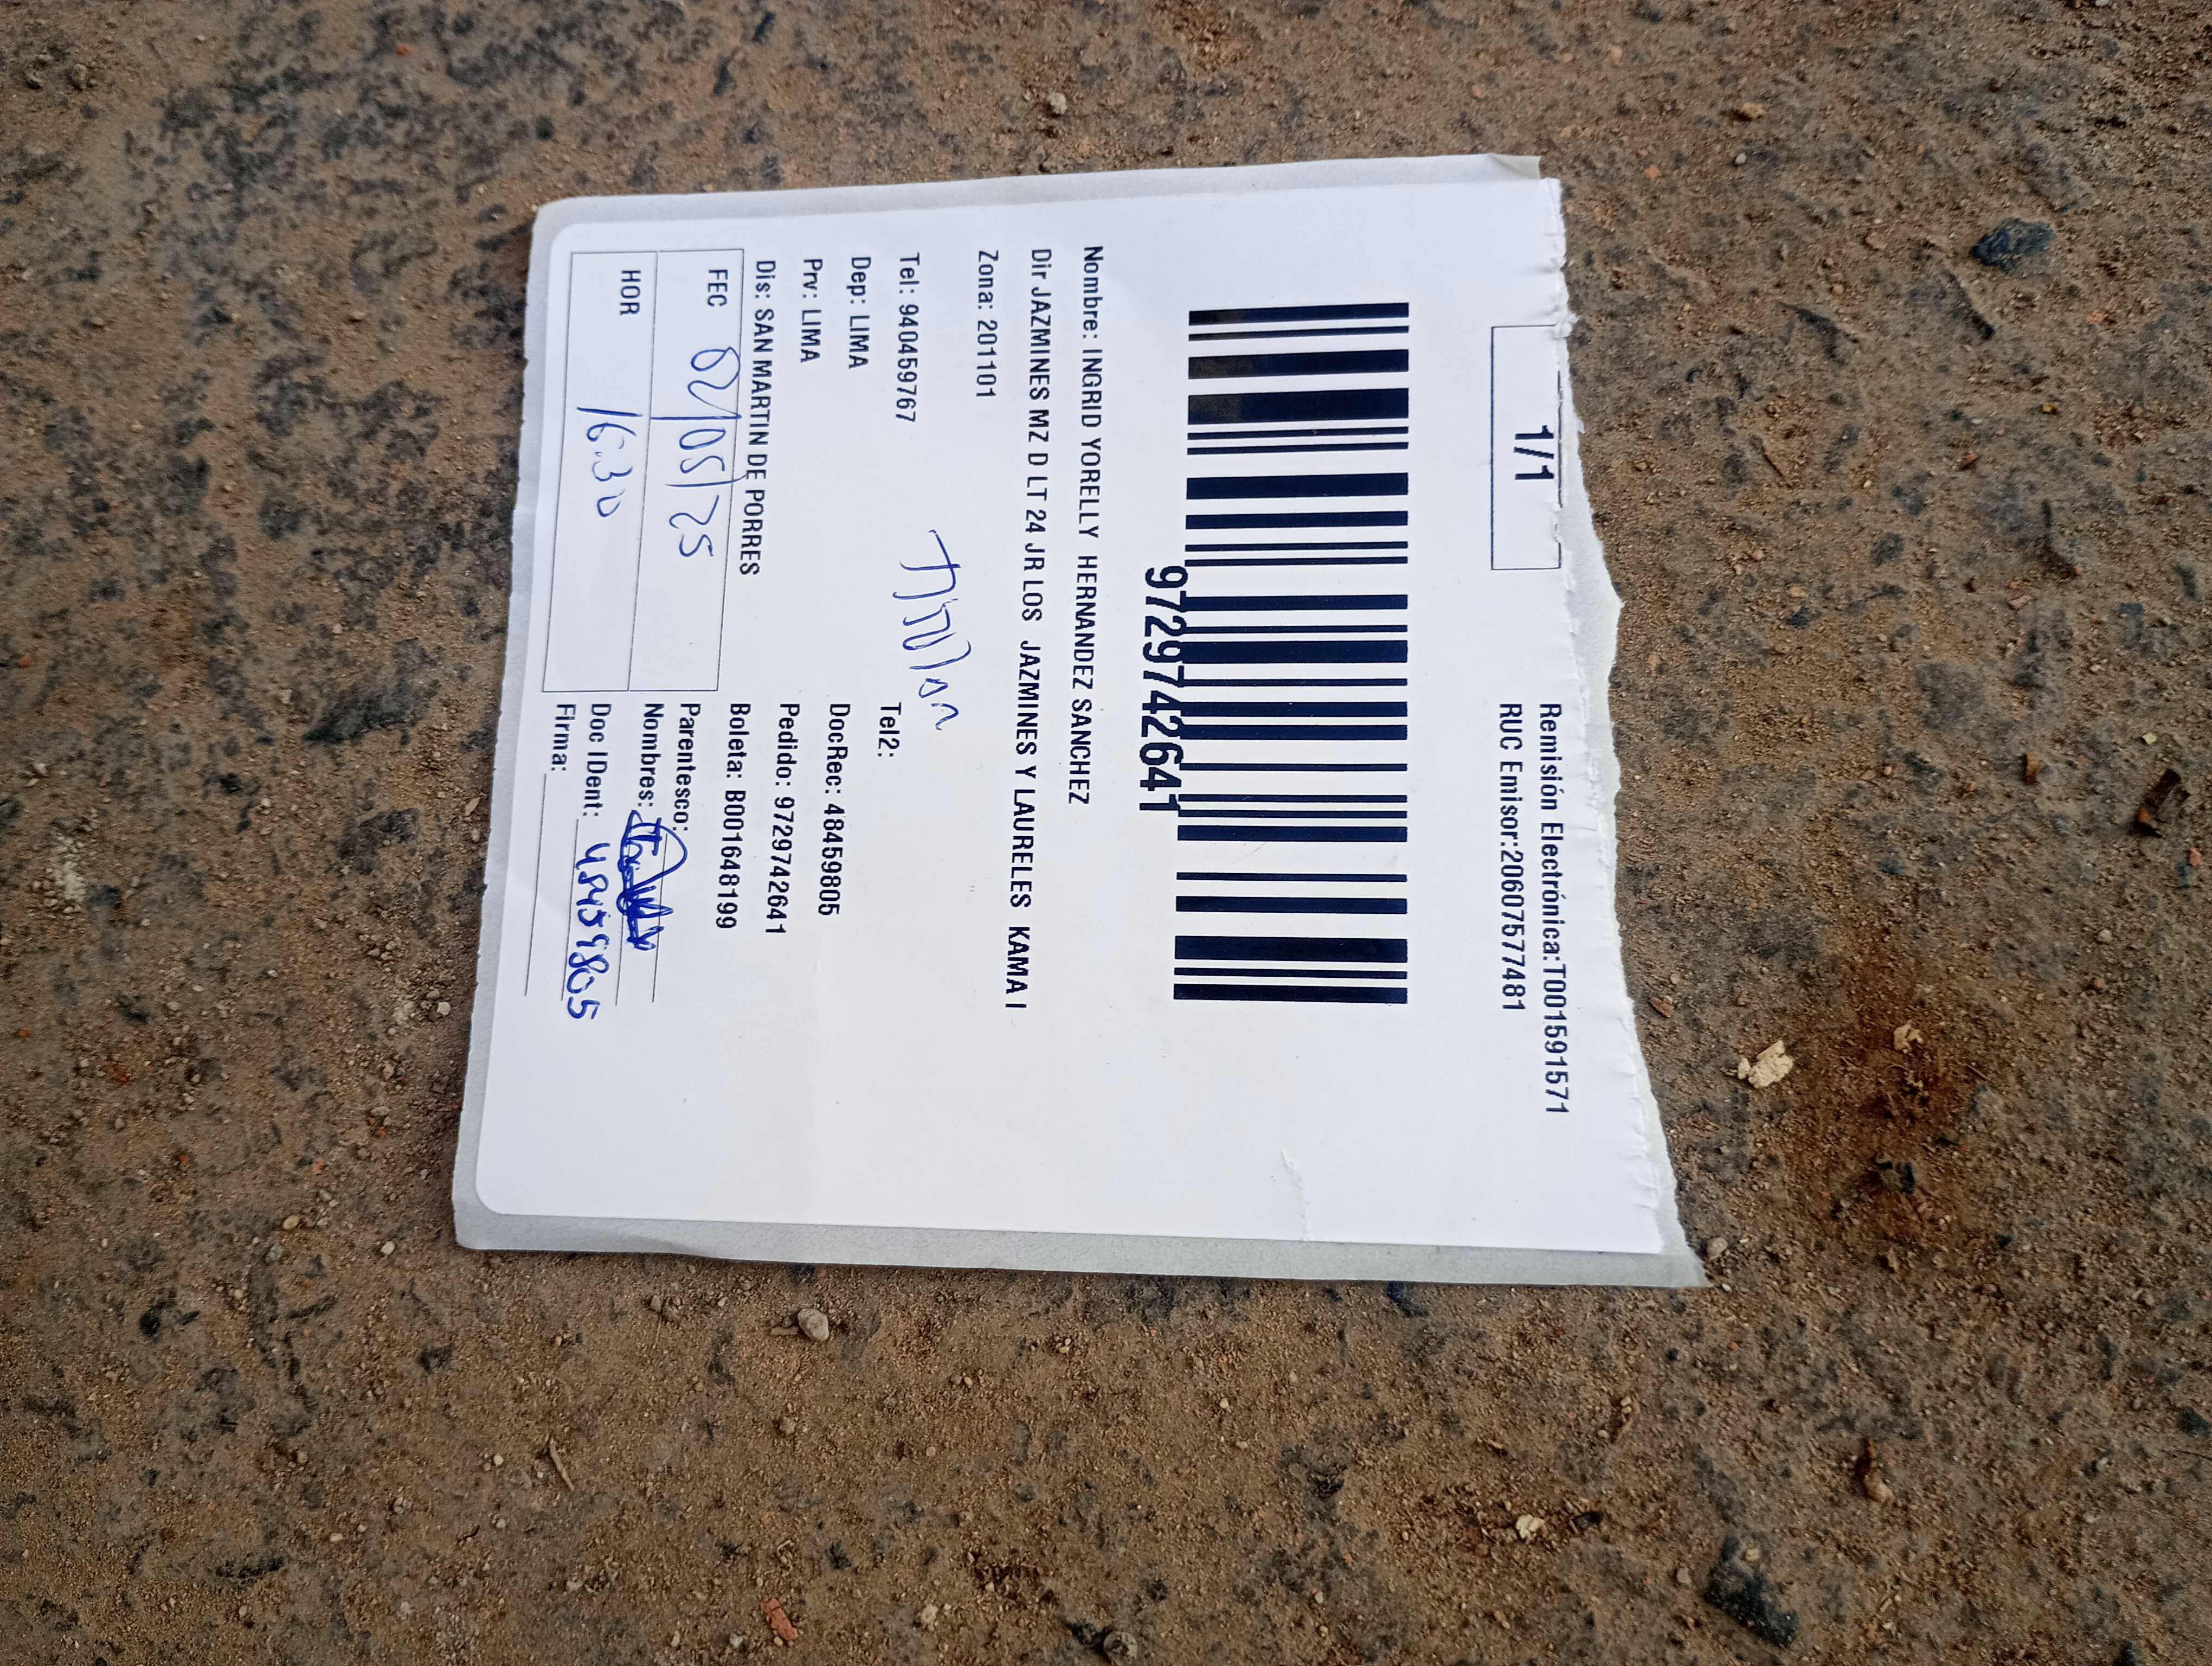 Remisión Electrónica:T001591571
1/1
RUC Emisor:20607577481
9729742641
Nombre: INGRID YORELLY HERNANDEZ SANCHEZ
Dir JAZMINES MZ D LT 24 JR LOS JAZMINES Y LAURELES KAMA I
Zona: 201101
Titular
Tel: 940459767 Tel2:
Dep: LIMA DocRec: 48459805
Prv: LIMA Pedido: 9729742641
Dis: SAN MARTIN DE PORRES Boleta: B001648199
FEC 02/05/25 Parentesco:
HOR 16:30 Nombres:
Doc IDent: 48459805
Firma: